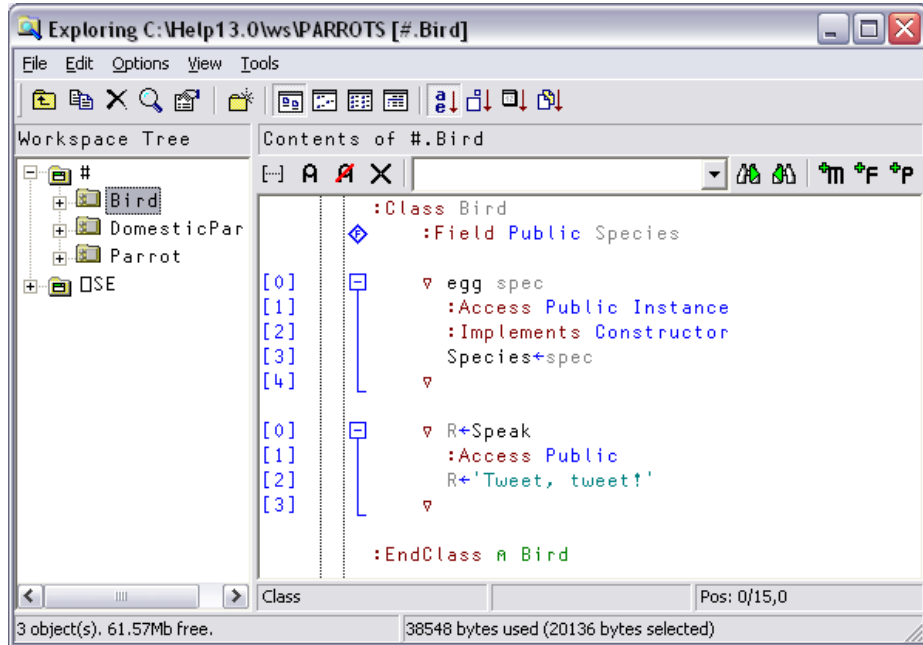 Exploring C:\Help13.0\ws\PARROTS [#.Bird]
File Edit Options View Tools
Workspace Tree
Contents of #.Bird
#
Bird
DomesticPar
Parrot
⎕SE
:Class Bird
:Field Public Species
[0] ∇ egg spec
[1] :Access Public Instance
[2] :Implements Constructor
[3] Species←spec
[4] ∇
[0] ∇ R←Speak
[1] :Access Public
[2] R←'Tweet, tweet!'
[3] ∇
:EndClass ⍝ Bird
Class
Pos: 0/15,0
3 object(s). 61.57Mb free.
38548 bytes used (20136 bytes selected)